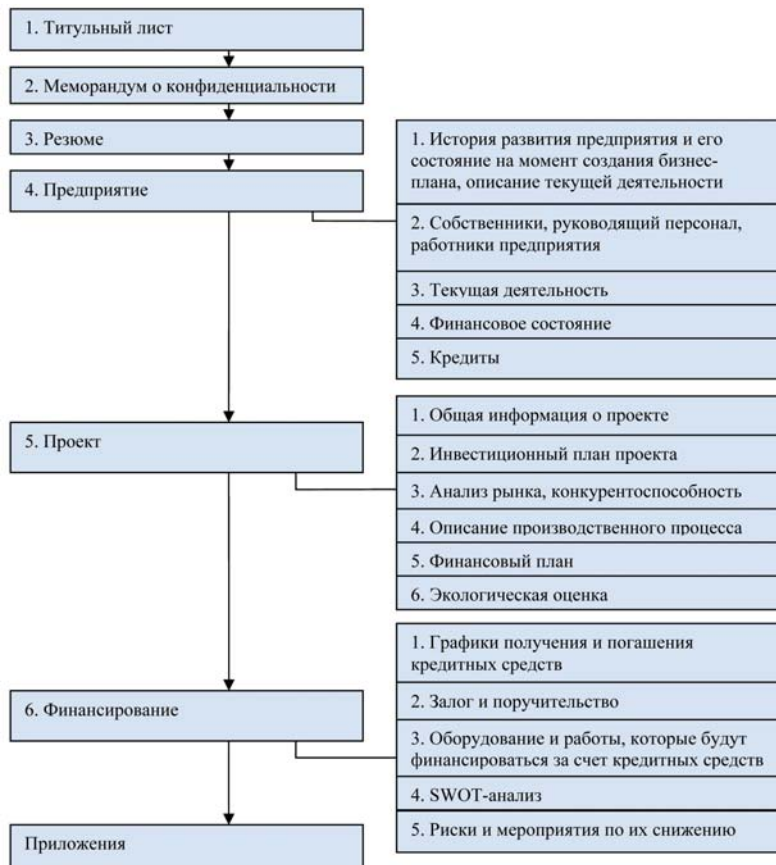 1. Титульный лист
2. Меморандум о конфиденциальности
3. Резюме
4. Предприятие
1. История развития предприятия и его
состояние на момент создания бизнес-
плана, описание текущей деятельности
2. Собственники, руководящий персонал,
работники предприятия
3. Текущая деятельность
4. Финансовое состояние
5. Кредиты
5. Проект
1. Общая информация о проекте
2. Инвестиционный план проекта
3. Анализ рынка, конкурентоспособность
4. Описание производственного процесса
5. Финансовый план
6. Экологическая оценка
6. Финансирование
1. Графики получения и погашения
кредитных средств
2. Залог и поручительство
3. Оборудование и работы, которые будут
финансироваться за счет кредитных средств
4. SWOT-анализ
5. Риски и мероприятия по их снижению
Приложения